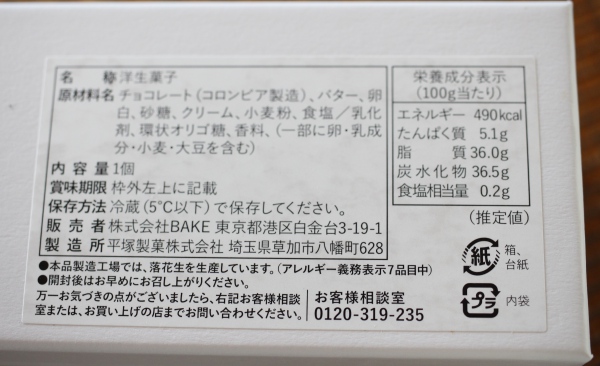 名　　称 洋生菓子
原材料名 チョコレート(コロンビア製造)、バター、卵
白、砂糖、クリーム、小麦粉、食塩／乳化
剤、環状オリゴ糖、香料、(一部に卵・乳成
分・小麦・大豆を含む)
内 容 量 1個
賞味期限 枠外左上に記載
保存方法 冷蔵(5℃以下)で保存してください。
販 売 者 株式会社BAKE 東京都港区白金台3-19-1
製 造 所 平塚製菓株式会社 埼玉県草加市八幡町628
栄養成分表示
(100g当たり)
エネルギー 490kcal
たんぱく質 5.1g
脂　　質 36.0g
炭水化物 36.5g
食塩相当量 0.2g
(推定値)
●本品製造工場では、落花生を生産しています。(アレルギー義務表示7品目中)
●開封後はお早めにお召し上がりください。
万一お気づきの点がございましたら、右記お客様相談
室または、お買い上げの店までお問い合わせください。
お客様相談室
0120-319-235
紙
箱、
台紙
プラ
内袋